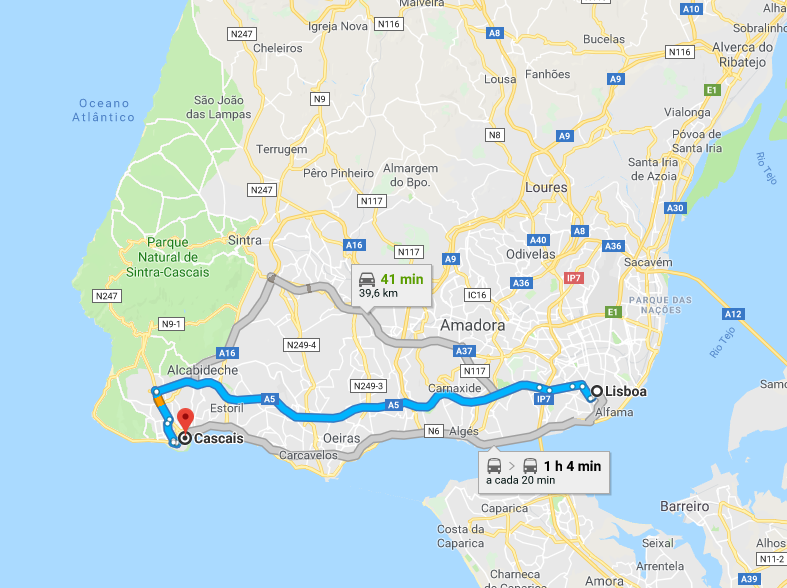 Malveira
A10
N247
Igreja Nova
N116
A8
Sobralinho
Cheleiros
Bucelas
N116
Alverca do
Ribatejo
Lousa
Fanhões
A9
Oceano
Atlântico
São João
das Lampas
N9
E1
Vialonga
Terrugem
N8
A9
Póvoa de
Santa Iria
Rio Tejo
Pêro Pinheiro
Almargem
do Bpo.
Santa Iria
de Azoia
N247
N117
Loures
A30
Sintra
A16
N117
A40
A8
A36
Parque
Natural de
Sintra-Cascais
A9
Odivelas
Sacavém
41 min
39,6 km
A36
IP7
N247
IC16
PARQUE DAS
NAÇÕES
E1
A12
Rio Tejo
N9-1
Amadora
N249-4
A16
A37
Alcabideche
N117
N249-3
Carnaxide
Lisboa
A5
A5
IP7
Estoril
Alfama
Cascais
Oeiras
N6
Algés
Carcavelos
1 h 4 min
a cada 20 min
Caparica
Barreiro
Costa da
Caparica
Seixal
Alhos
N11-2
Arrentela
Charneca
de Caparica
Amora
A39